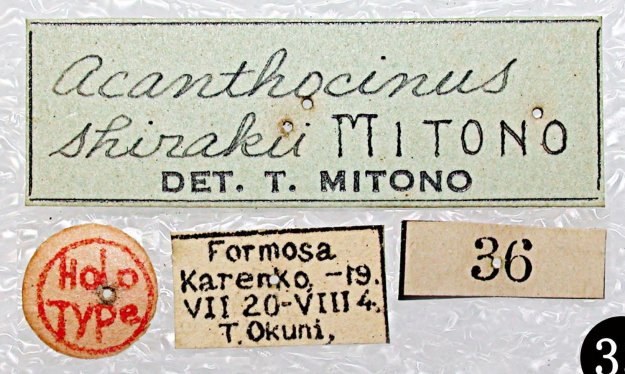 Acanthocinus
shirakii MITONO
DET. T. MITONO
Holo
TYPe
Formosa
Karenko, –19.
VII 20–VIII 4.
T. Okuni,
36
3